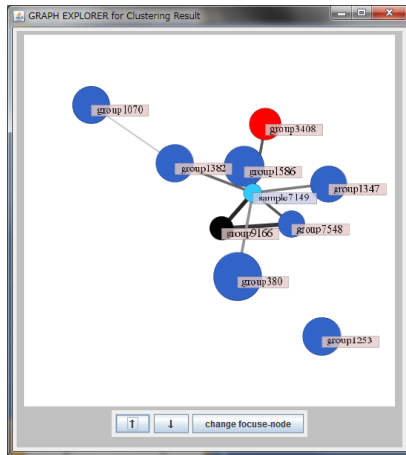 GRAPH EXPLORER for Clustering Result
group1070
group3408
group1382
group1586
group1347
sample7149
group9166
group7548
group380
group1253
↑
↓
change focuse-node